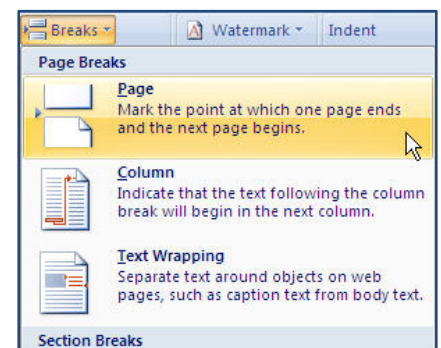 Breaks Watermark Indent
Page Breaks
Page
Mark the point at which one page ends
and the next page begins.
Column
Indicate that the text following the column
break will begin in the next column.
Text Wrapping
Separate text around objects on web
pages, such as caption text from body text.
Section Breaks